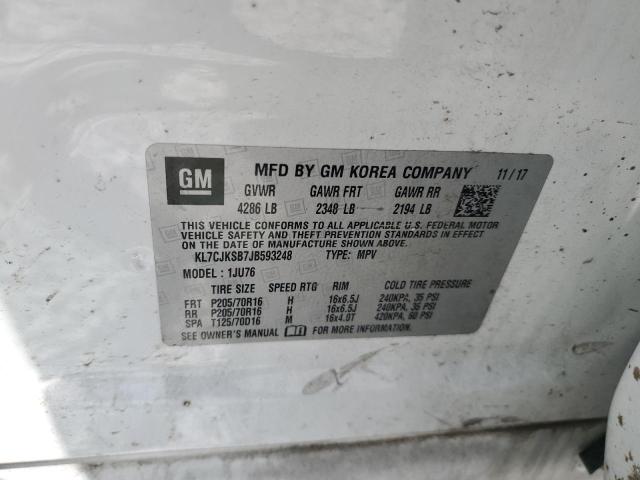 GM MFD BY GM KOREA COMPANY 11/17
GVWR GAWR FRT GAWR RR
4286 LB 2348 LB 2194 LB
THIS VEHICLE CONFORMS TO ALL APPLICABLE U.S. FEDERAL MOTOR
VEHICLE SAFETY, BUMPER, AND THEFT PREVENTION STANDARDS IN
EFFECT ON THE DATE OF MANUFACTURE SHOWN ABOVE.
KL7CJKSB7JB593248 TYPE: MPV
MODEL: 1JU76
TIRE SIZE SPEED RTG RIM COLD TIRE PRESSURE
FRT P205/70R16 H 16x6.5J 240KPA, 35 PSI
RR P205/70R16 H 16x6.5J 240KPA, 35 PSI
SPA T125/70D16 M 16x4.0T 420KPA, 60 PSI
SEE OWNER'S MANUAL FOR MORE INFORMATION.